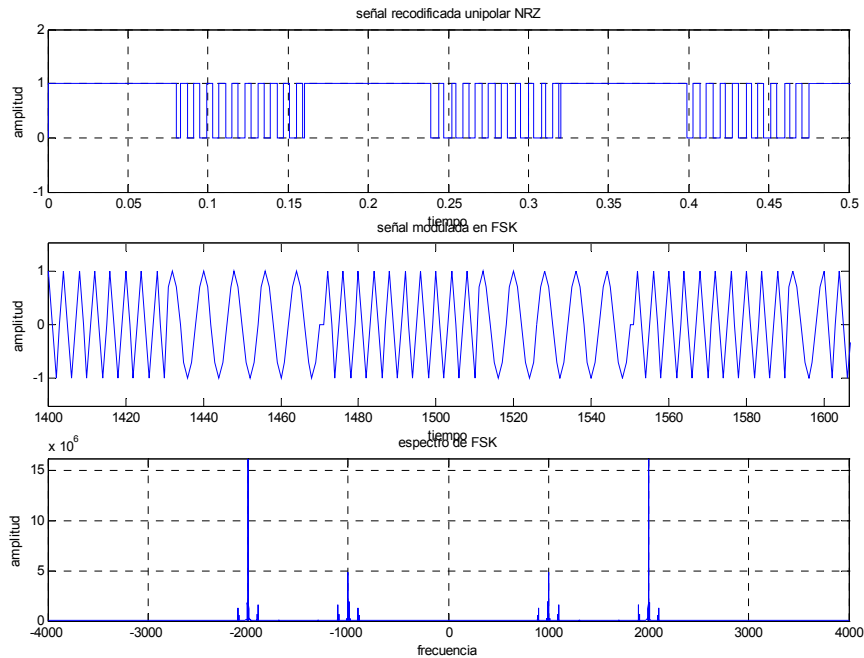 señal recodificada unipolar NRZ
2
1
0
-1
amplitud
0 0.05 0.1 0.15 0.2 0.25 0.3 0.35 0.4 0.45 0.5
tiempo
señal modulada en FSK
1
0
-1
amplitud
1400 1420 1440 1460 1480 1500 1520 1540 1560 1580 1600
tiempo
espectro de FSK
x 10^6
15
10
5
0
amplitud
-4000 -3000 -2000 -1000 0 1000 2000 3000 4000
frecuencia